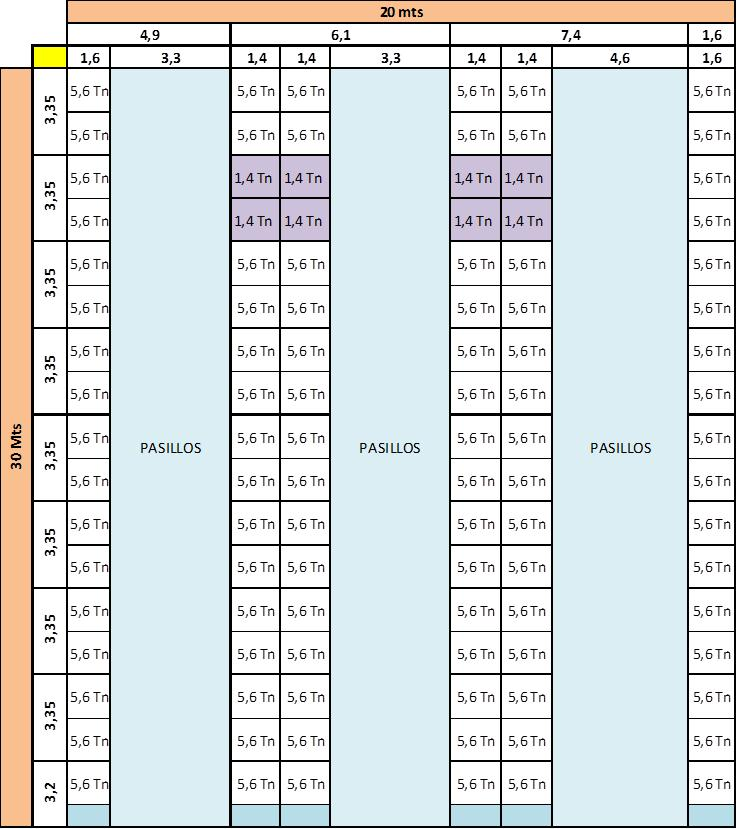 20 mts
4,9 6,1 7,4 1,6
1,6 3,3 1,4 1,4 3,3 1,4 1,4 4,6 1,6
30 Mts
3,35
5,6 Tn 5,6 Tn 5,6 Tn 5,6 Tn 5,6 Tn 5,6 Tn
5,6 Tn 5,6 Tn 5,6 Tn 5,6 Tn 5,6 Tn 5,6 Tn
3,35
5,6 Tn 1,4 Tn 1,4 Tn 1,4 Tn 1,4 Tn 5,6 Tn
5,6 Tn 1,4 Tn 1,4 Tn 1,4 Tn 1,4 Tn 5,6 Tn
3,35
5,6 Tn 5,6 Tn 5,6 Tn 5,6 Tn 5,6 Tn 5,6 Tn
5,6 Tn 5,6 Tn 5,6 Tn 5,6 Tn 5,6 Tn 5,6 Tn
3,35
5,6 Tn 5,6 Tn 5,6 Tn 5,6 Tn 5,6 Tn 5,6 Tn
5,6 Tn 5,6 Tn 5,6 Tn 5,6 Tn 5,6 Tn 5,6 Tn
3,35
5,6 Tn 5,6 Tn 5,6 Tn 5,6 Tn 5,6 Tn 5,6 Tn
PASILLOS PASILLOS PASILLOS
5,6 Tn 5,6 Tn 5,6 Tn 5,6 Tn 5,6 Tn 5,6 Tn
3,35
5,6 Tn 5,6 Tn 5,6 Tn 5,6 Tn 5,6 Tn 5,6 Tn
5,6 Tn 5,6 Tn 5,6 Tn 5,6 Tn 5,6 Tn 5,6 Tn
3,35
5,6 Tn 5,6 Tn 5,6 Tn 5,6 Tn 5,6 Tn 5,6 Tn
5,6 Tn 5,6 Tn 5,6 Tn 5,6 Tn 5,6 Tn 5,6 Tn
3,35
5,6 Tn 5,6 Tn 5,6 Tn 5,6 Tn 5,6 Tn 5,6 Tn
5,6 Tn 5,6 Tn 5,6 Tn 5,6 Tn 5,6 Tn 5,6 Tn
3,2
5,6 Tn 5,6 Tn 5,6 Tn 5,6 Tn 5,6 Tn 5,6 Tn